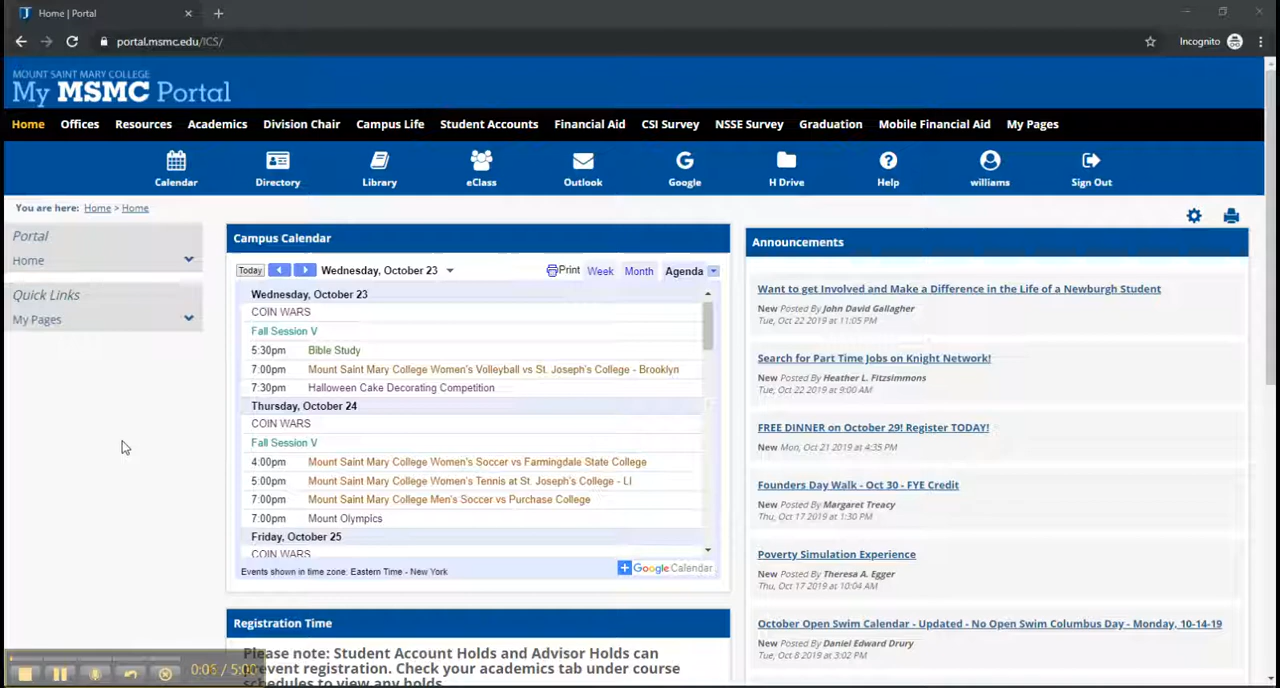 Home | Portal
portal.msmc.edu/ICS/
Incognito
MOUNT SAINT MARY COLLEGE
My MSMC Portal
Home Offices Resources Academics Division Chair Campus Life Student Accounts Financial Aid CSI Survey NSSE Survey Graduation Mobile Financial Aid My Pages
Calendar Directory Library eClass Outlook Google H Drive Help williams Sign Out
You are here: Home > Home
Portal
Home
Quick Links
My Pages
Campus Calendar
Today Wednesday, October 23 Print Week Month Agenda
Wednesday, October 23
COIN WARS
Fall Session V
5:30pm Bible Study
7:00pm Mount Saint Mary College Women's Volleyball vs St. Joseph's College - Brooklyn
7:30pm Halloween Cake Decorating Competition
Thursday, October 24
COIN WARS
Fall Session V
4:00pm Mount Saint Mary College Women's Soccer vs Farmingdale State College
5:00pm Mount Saint Mary College Women's Tennis at St. Joseph's College - LI
7:00pm Mount Saint Mary College Men's Soccer vs Purchase College
7:00pm Mount Olympics
Friday, October 25
COIN WARS
Events shown in time zone: Eastern Time - New York
Google Calendar
Registration Time
Please note: Student Account Holds and Advisor Holds can
prevent registration. Check your academics tab under course
schedules to view any holds.
Announcements
Want to get Involved and Make a Difference in the Life of a Newburgh Student
New Posted By John David Gallagher
Tue, Oct 22 2019 at 11:05 PM
Search for Part Time Jobs on Knight Network!
New Posted By Heather L. Fitzsimmons
Tue, Oct 22 2019 at 9:00 AM
FREE DINNER on October 29! Register TODAY!
New Mon, Oct 21 2019 at 4:35 PM
Founders Day Walk - Oct 30 - FYE Credit
New Posted By Margaret Treacy
Thu, Oct 17 2019 at 1:30 PM
Poverty Simulation Experience
New Posted By Theresa A. Egger
Thu, Oct 17 2019 at 10:04 AM
October Open Swim Calendar - Updated - No Open Swim Columbus Day - Monday, 10-14-19
New Posted By Daniel Edward Drury
Tue, Oct 8 2019 at 3:02 PM
0:05 / 5:00